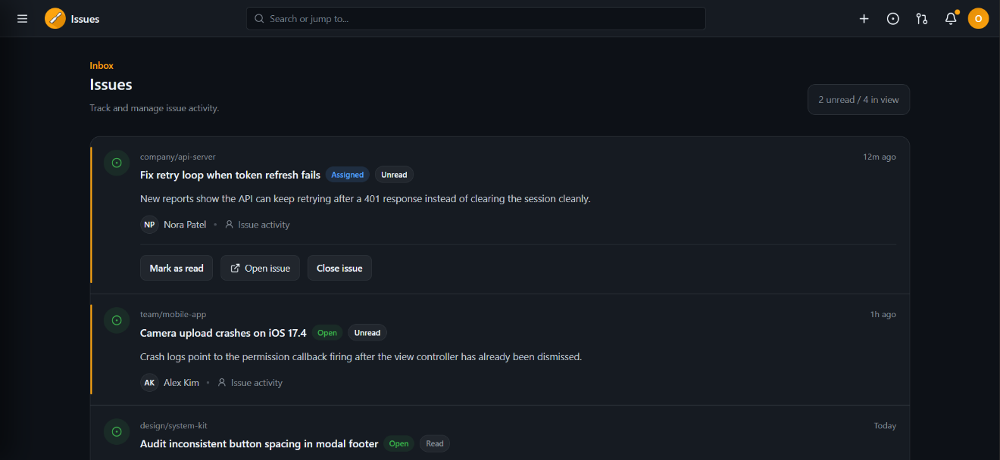 Issues
Search or jump to...
O
Inbox
Issues
Track and manage issue activity.
2 unread / 4 in view
company/api-server
12m ago
Fix retry loop when token refresh fails Assigned Unread
New reports show the API can keep retrying after a 401 response instead of clearing the session cleanly.
NP Nora Patel • Issue activity
Mark as read Open issue Close issue
team/mobile-app
1h ago
Camera upload crashes on iOS 17.4 Open Unread
Crash logs point to the permission callback firing after the view controller has already been dismissed.
AK Alex Kim • Issue activity
design/system-kit
Today
Audit inconsistent button spacing in modal footer Open Read